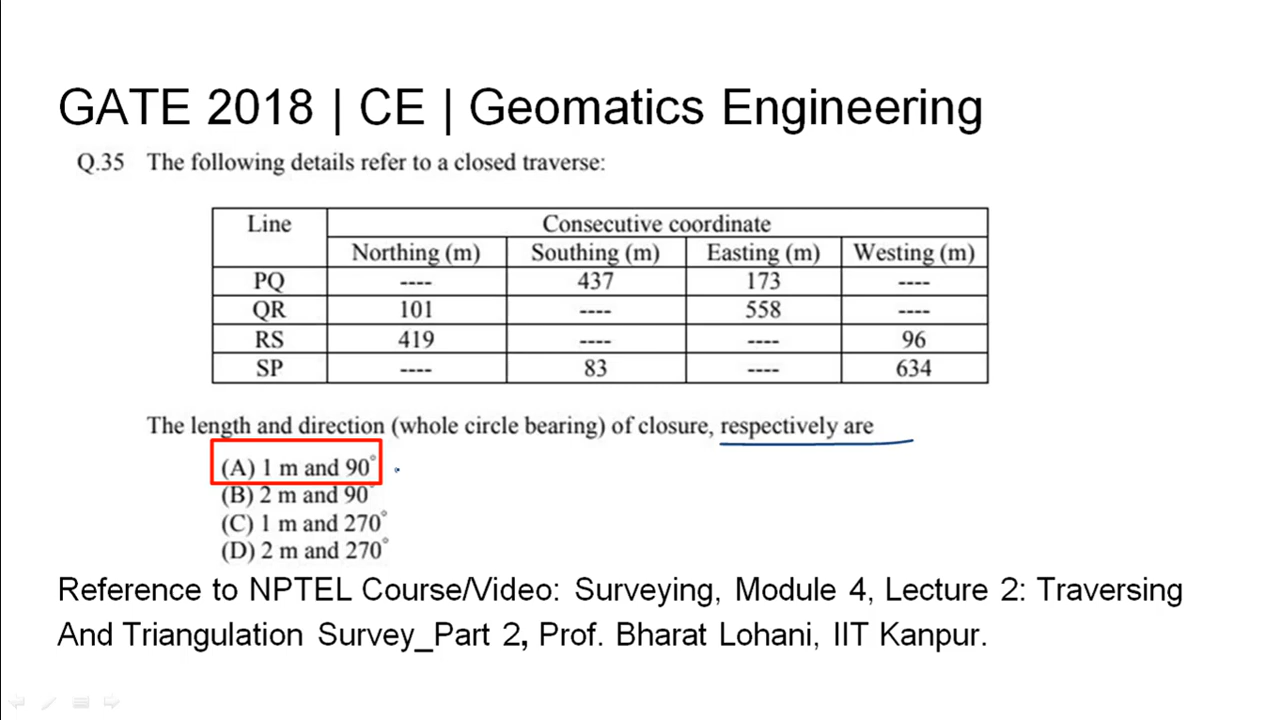 GATE 2018 | CE | Geomatics Engineering
Q.35 The following details refer to a closed traverse:
Line Consecutive coordinate
Northing (m) Southing (m) Easting (m) Westing (m)
PQ ---- 437 173 ----
QR 101 ---- 558 ----
RS 419 ---- ---- 96
SP ---- 83 ---- 634
The length and direction (whole circle bearing) of closure, respectively are
(A) 1 m and 90°
(B) 2 m and 90°
(C) 1 m and 270°
(D) 2 m and 270°
Reference to NPTEL Course/Video: Surveying, Module 4, Lecture 2: Traversing
And Triangulation Survey_Part 2, Prof. Bharat Lohani, IIT Kanpur.